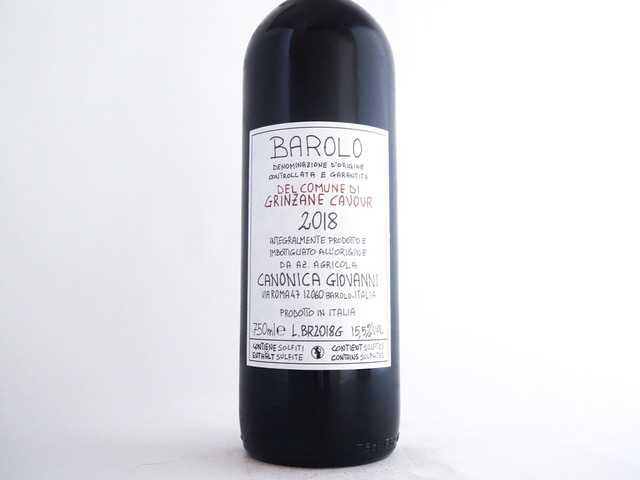 BAROLO
DENOMINAZIONE D'ORIGINE
CONTROLLATA E GARANTITA
DEL COMUNE DI
GRINZANE CAVOUR
2018
INTEGRALMENTE PRODOTTO E
IMBOTIGLIATO ALL'ORIGINE
DA AZ. AGRICOLA
CANONICA GIOVANNI
VIA ROMA 47 12060 BAROLO-ITALIA
PRODOTTO IN ITALIA
750ml e L.BR2018G 15,5%VOL
CONTIENE SOLFITI CONTIENT SULFITES
ENTHÄLT SULFITE CONTAINS SULPHITES